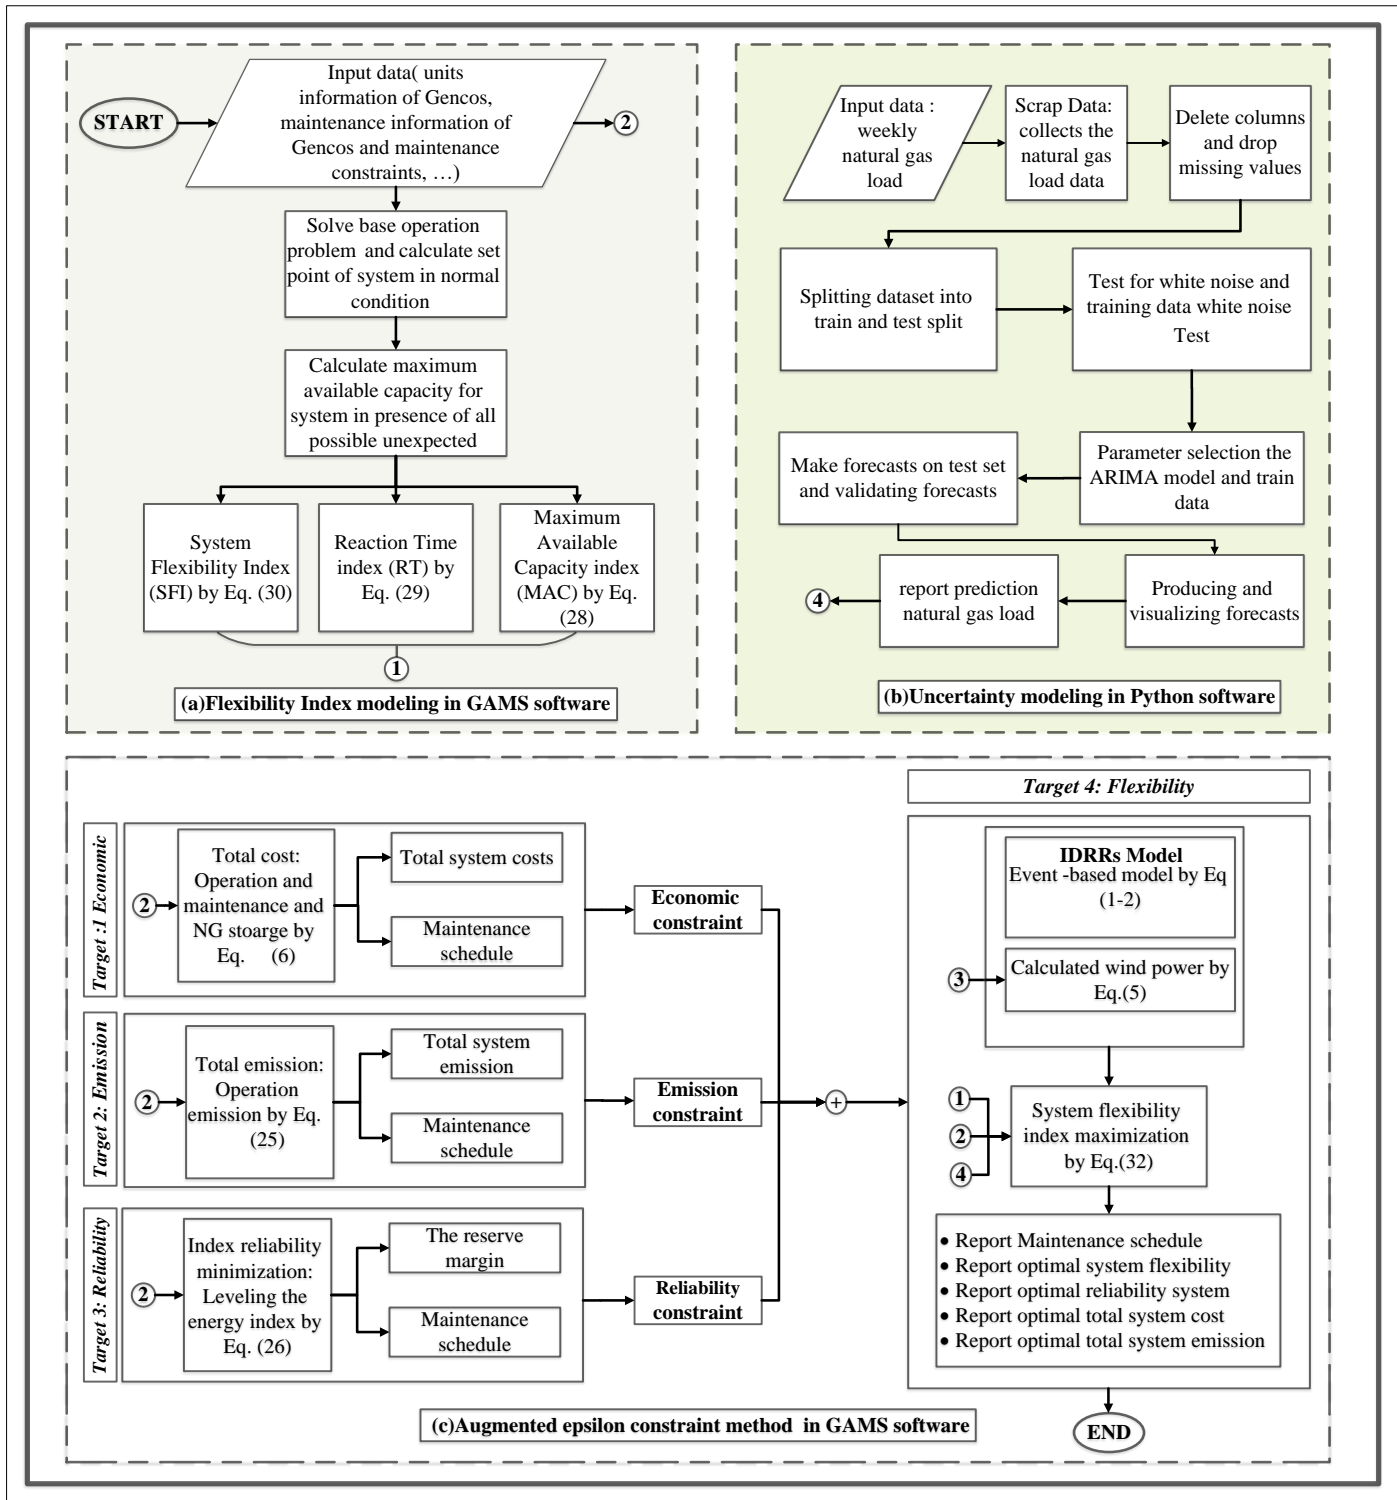 START
Input data( units
information of Gencos,
maintenance information of
Gencos and maintenance
constraints, …)
2
Solve base operation
problem and calculate set
point of system in normal
condition
Calculate maximum
available capacity for
system in presence of all
possible unexpected
System
Flexibility Index
(SFI) by Eq. (30)
Reaction Time
index (RT) by
Eq. (29)
Maximum
Available
Capacity index
(MAC) by Eq.
(28)
1
(a)Flexibility Index modeling in GAMS software
Input data :
weekly
natural gas
load
Scrap Data:
collects the
natural gas
load data
Delete columns
and drop
missing values
Splitting dataset into
train and test split
Test for white noise and
training data white noise
Test
Parameter selection the
ARIMA model and train
data
Make forecasts on test set
and validating forecasts
Producing and
visualizing forecasts
report prediction
natural gas load
4
(b)Uncertainty modeling in Python software
Target :1 Economic
2
Total cost:
Operation and
maintenance and
NG stoarge by
Eq. (6)
Total system costs
Maintenance
schedule
Economic
constraint
Target 2: Emission
2
Total emission:
Operation
emission by Eq.
(25)
Total system
emission
Maintenance
schedule
Emission
constraint
Target 3: Reliability
2
Index reliability
minimization:
Leveling the
energy index by
Eq. (26)
The reserve
margin
Maintenance
schedule
Reliability
constraint
+
Target 4: Flexibility
IDRRs Model
Event -based model by Eq
(1-2)
3
Calculated wind power by
Eq.(5)
1
2
4
System flexibility
index maximization
by Eq.(32)
• Report Maintenance schedule
• Report optimal system flexibility
• Report optimal reliability system
• Report optimal total system cost
• Report optimal total system emission
END
(c)Augmented epsilon constraint method in GAMS software